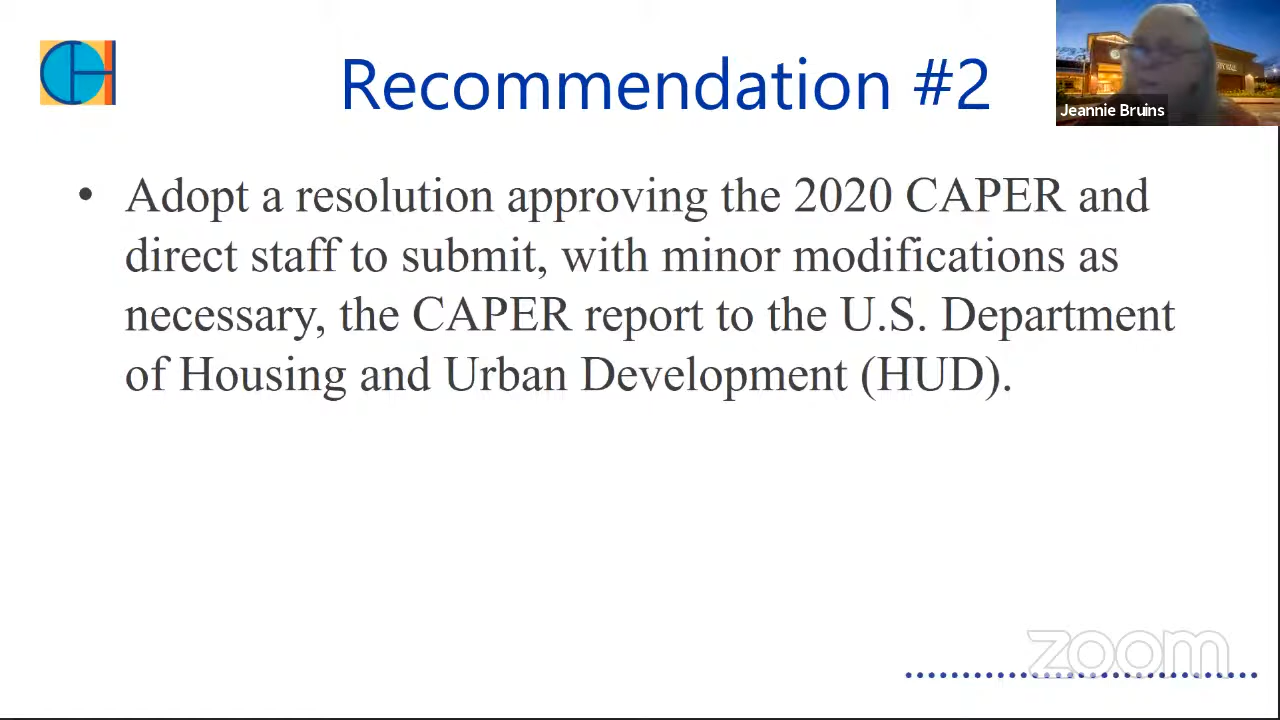 Recommendation #2
Jeannie Bruins
• Adopt a resolution approving the 2020 CAPER and
direct staff to submit, with minor modifications as
necessary, the CAPER report to the U.S. Department
of Housing and Urban Development (HUD).
zoom